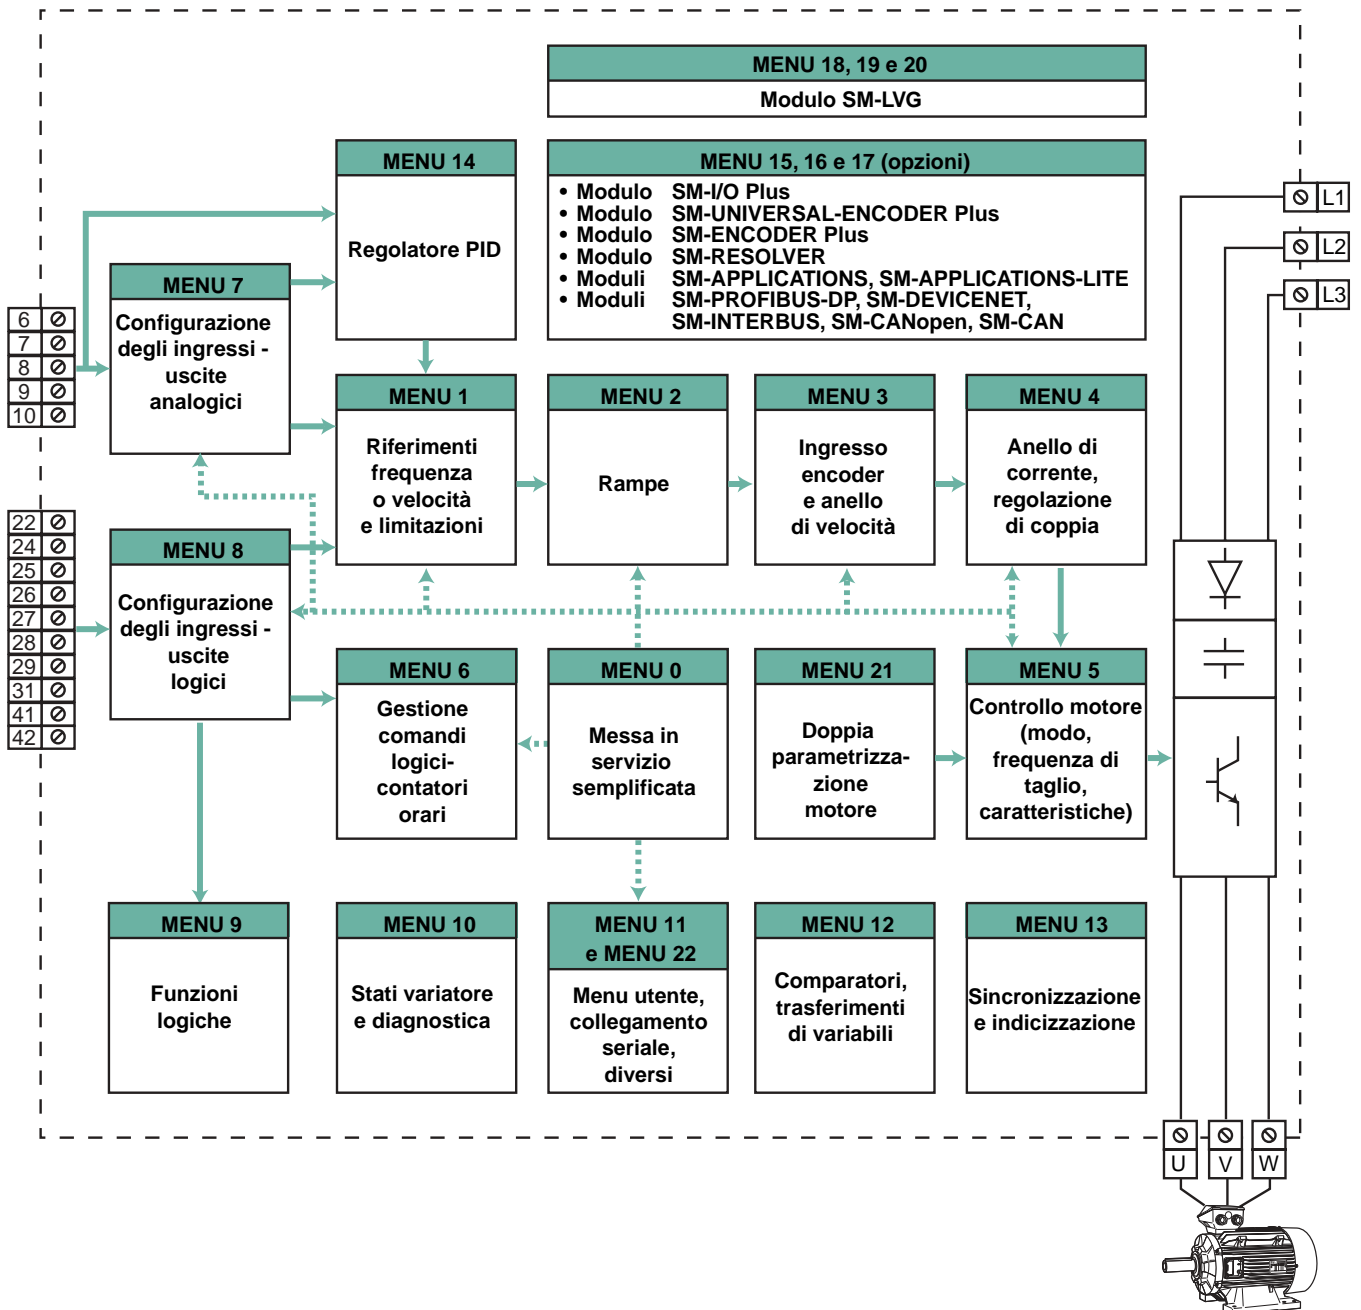 MENU 18, 19 e 20
Modulo SM-LVG
MENU 14
Regolatore PID
MENU 15, 16 e 17 (opzioni)
• Modulo SM-I/O Plus
• Modulo SM-UNIVERSAL-ENCODER Plus
• Modulo SM-ENCODER Plus
• Modulo SM-RESOLVER
• Moduli SM-APPLICATIONS, SM-APPLICATIONS-LITE
• Moduli SM-PROFIBUS-DP, SM-DEVICENET,
SM-INTERBUS, SM-CANopen, SM-CAN
L1
L2
L3
6
7
8
9
10
MENU 7
Configurazione
degli ingressi -
uscite
analogici
MENU 1
Riferimenti
frequenza
o velocità
e limitazioni
MENU 2
Rampe
MENU 3
Ingresso
encoder
e anello
di velocità
MENU 4
Anello di
corrente,
regolazione
di coppia
22
24
25
26
27
28
29
31
41
42
MENU 8
Configurazione
degli ingressi -
uscite
logici
MENU 6
Gestione
comandi
logici-
contatori
orari
MENU 0
Messa in
servizio
semplificata
MENU 21
Doppia
parametrizza-
zione
motore
MENU 5
Controllo motore
(modo,
frequenza di
taglio,
caratteristiche)
MENU 9
Funzioni
logiche
MENU 10
Stati variatore
e diagnostica
MENU 11
e MENU 22
Menu utente,
collegamento
seriale,
diversi
MENU 12
Comparatori,
trasferimenti
di variabili
MENU 13
Sincronizzazione
e indicizzazione
U
V
W